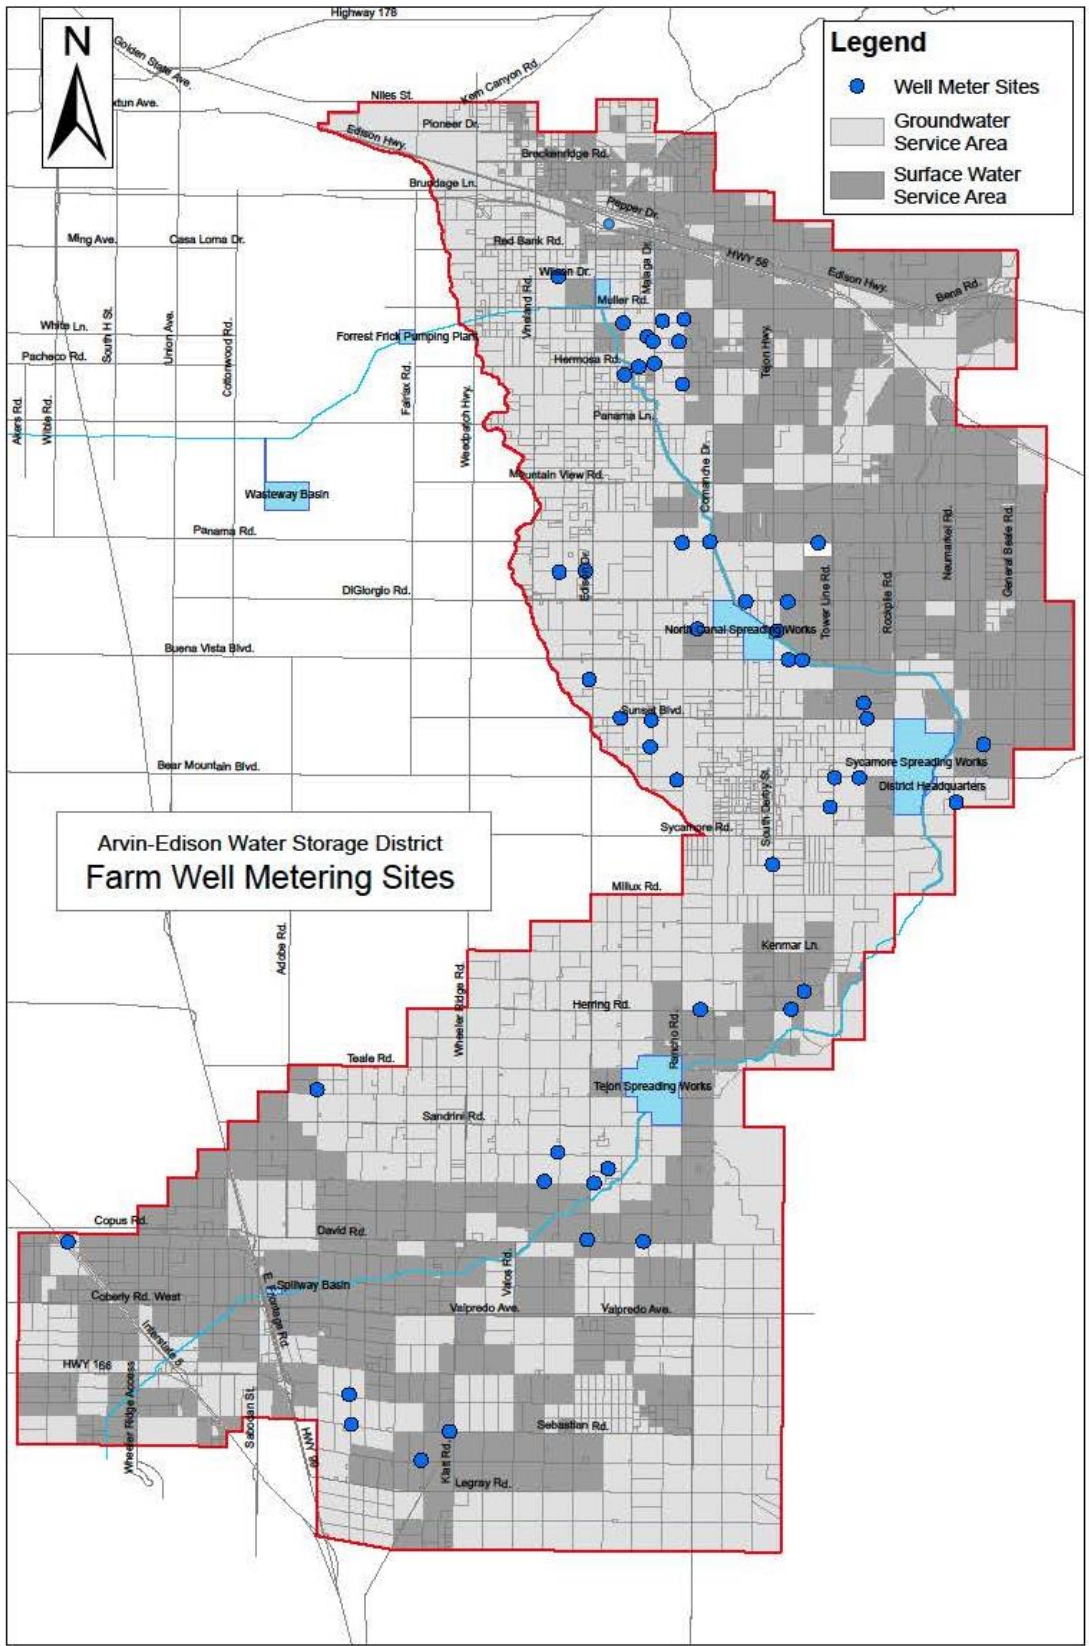 Highway 178
N
Golden State Ave.
Legend
Kern Canyon Rd.
Well Meter Sites
Niles St.
xtun Ave.
Pioneer Dr.
Groundwater
Service Area
Edison Hwy.
Breckenridge Rd.
Surface Water
Service Area
Brundage Ln.
Pepper Dr.
Ming Ave.
Casa Loma Dr.
Red Bank Rd.
Malaga Dr.
HWY 58
Wilson Dr.
Edison Hwy.
Bena Rd.
Vineland Rd.
Muller Rd.
White Ln.
South H St.
Union Ave.
Cottonwood Rd.
Forrest Frick Pumping Plant
Pacheco Rd.
Hermosa Rd.
Tejon Hwy.
Akers Rd.
Wible Rd.
Fairfax Rd.
Weedpatch Hwy.
Panama Ln.
Mountain View Rd.
Comanche Dr.
Wasteway Basin
Panama Rd.
Neumarkel Rd.
General Beale Rd.
Edison Dr.
DiGiorgio Rd.
Tower Line Rd.
Rockpile Rd.
North Canal Spreading Works
Buena Vista Blvd.
Sunset Blvd.
Bear Mountain Blvd.
Sycamore Spreading Works
District Headquarters
South Derby St.
Sycamore Rd.
Arvin-Edison Water Storage District
Farm Well Metering Sites
Millux Rd.
Adobe Rd.
Kenmar Ln.
Wheeler Ridge Rd.
Herring Rd.
Rancho Rd.
Teale Rd.
Tejon Spreading Works
Sandrini Rd.
Copus Rd.
David Rd.
Valos Rd.
Spillway Basin
Coberly Rd. West
E. Frontage Rd.
Valpredo Ave.
Valpredo Ave.
Interstate 5
HWY 166
Wheeler Ridge Access
Sabodan St.
Sebastian Rd.
HWY 99
Klatt Rd.
Legray Rd.